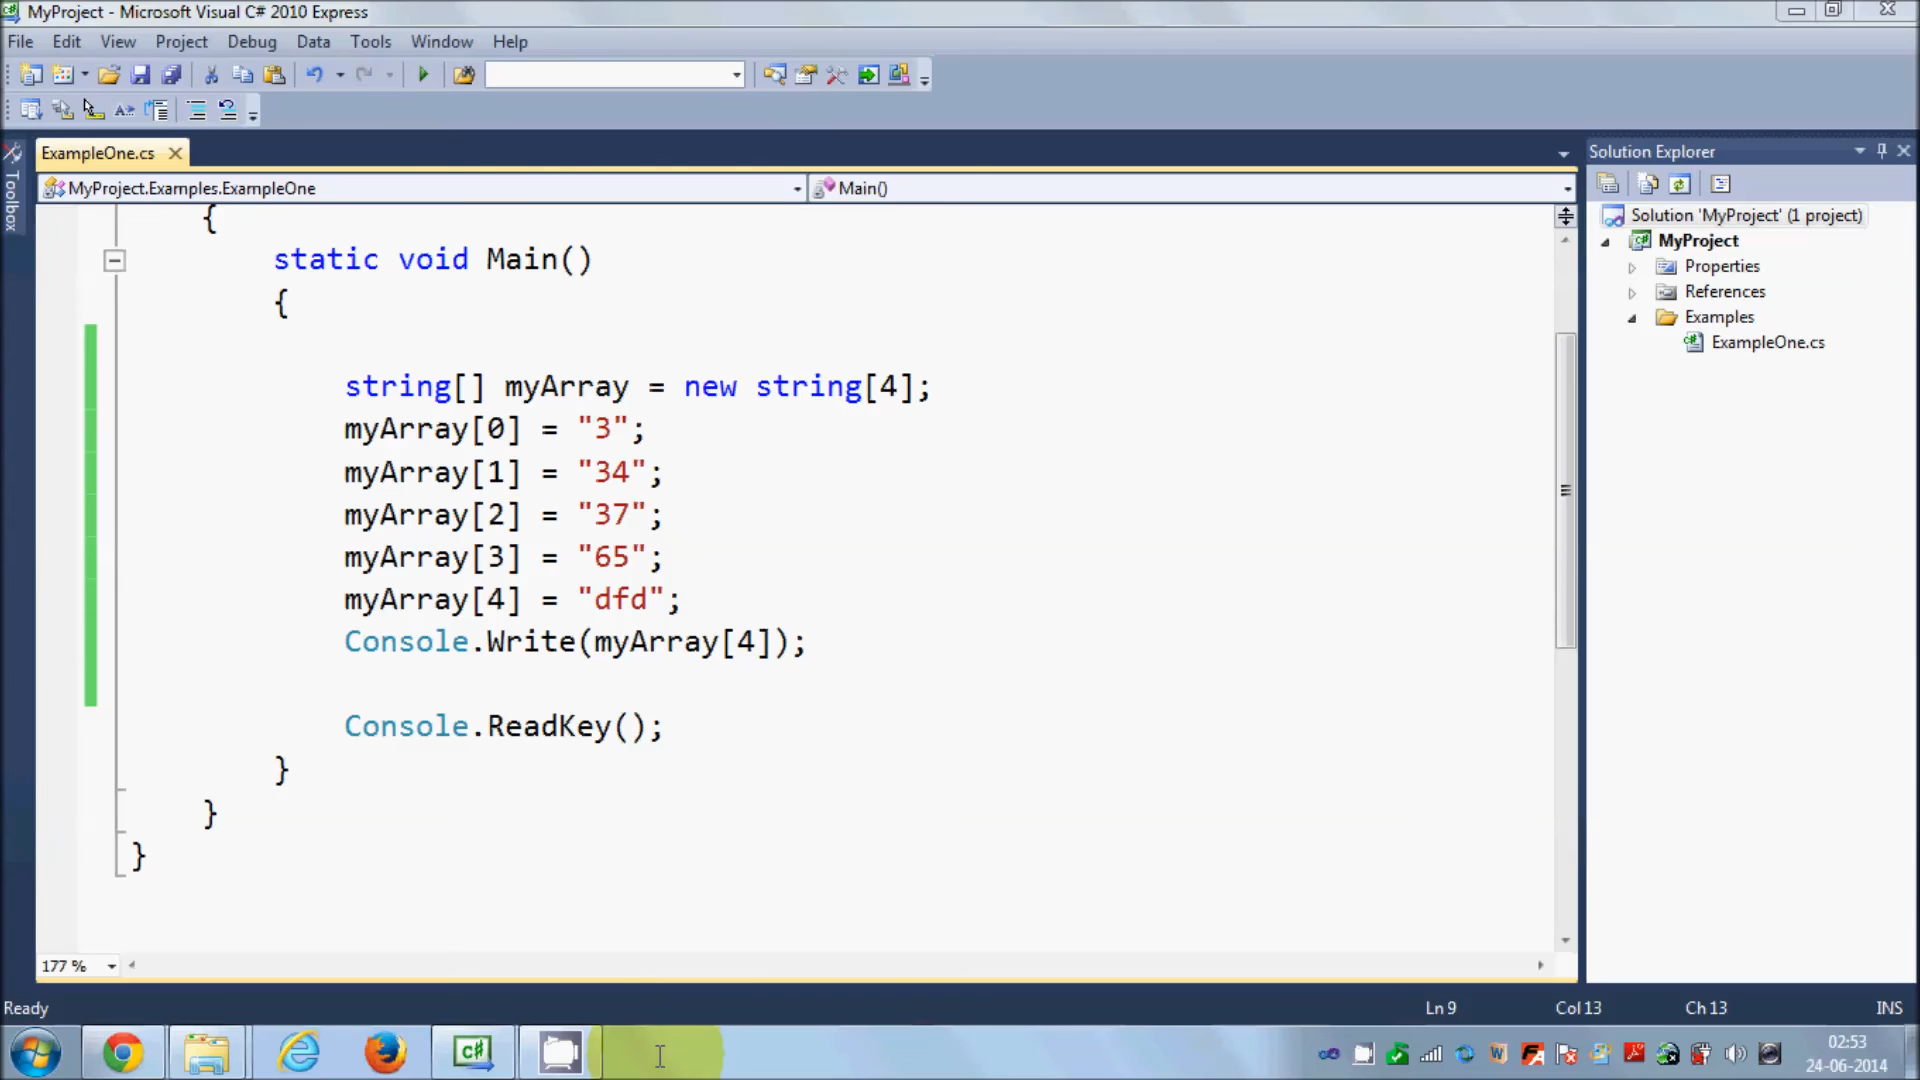 MyProject - Microsoft Visual C# 2010 Express
File Edit View Project Debug Data Tools Window Help
ExampleOne.cs
Solution Explorer
Toolbox
MyProject.Examples.ExampleOne
Main()
Solution 'MyProject' (1 project)
MyProject
Properties
References
Examples
ExampleOne.cs
{
static void Main()
{
string[] myArray = new string[4];
myArray[0] = "3";
myArray[1] = "34";
myArray[2] = "37";
myArray[3] = "65";
myArray[4] = "dfd";
Console.Write(myArray[4]);
Console.ReadKey();
}
}
}
177 %
Ready
Ln 9 Col 13 Ch 13 INS
02:53
24-06-2014